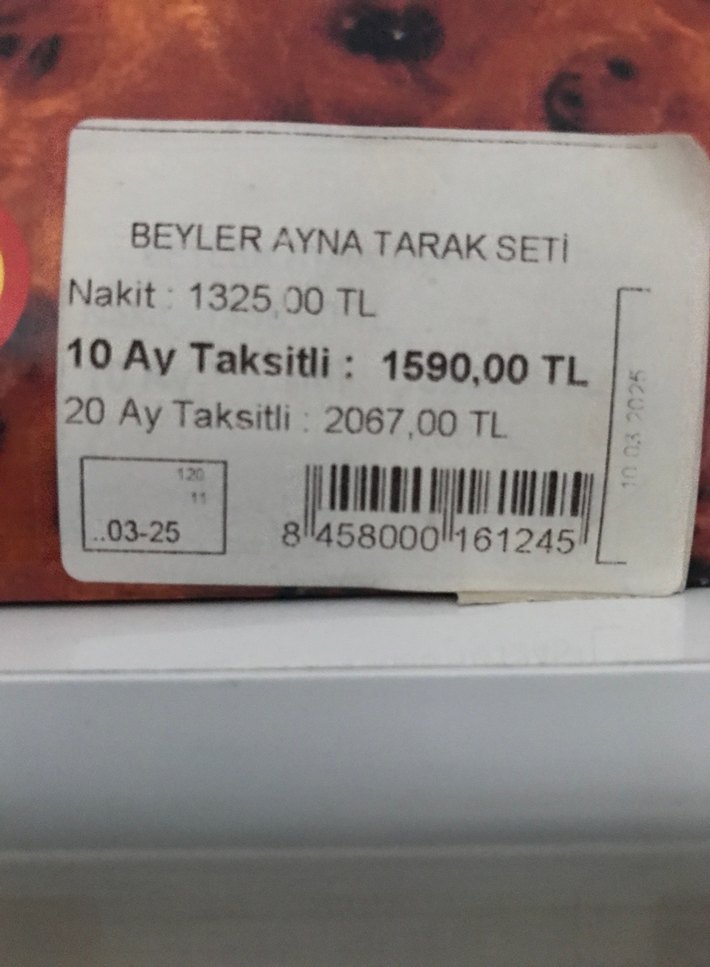 BEYLER AYNA TARAK SETİ
Nakit : 1325,00 TL
10 Ay Taksitli : 1590,00 TL
20 Ay Taksitli : 2067,00 TL
120
11
..03-25
8 458000 161245
10.03.2025